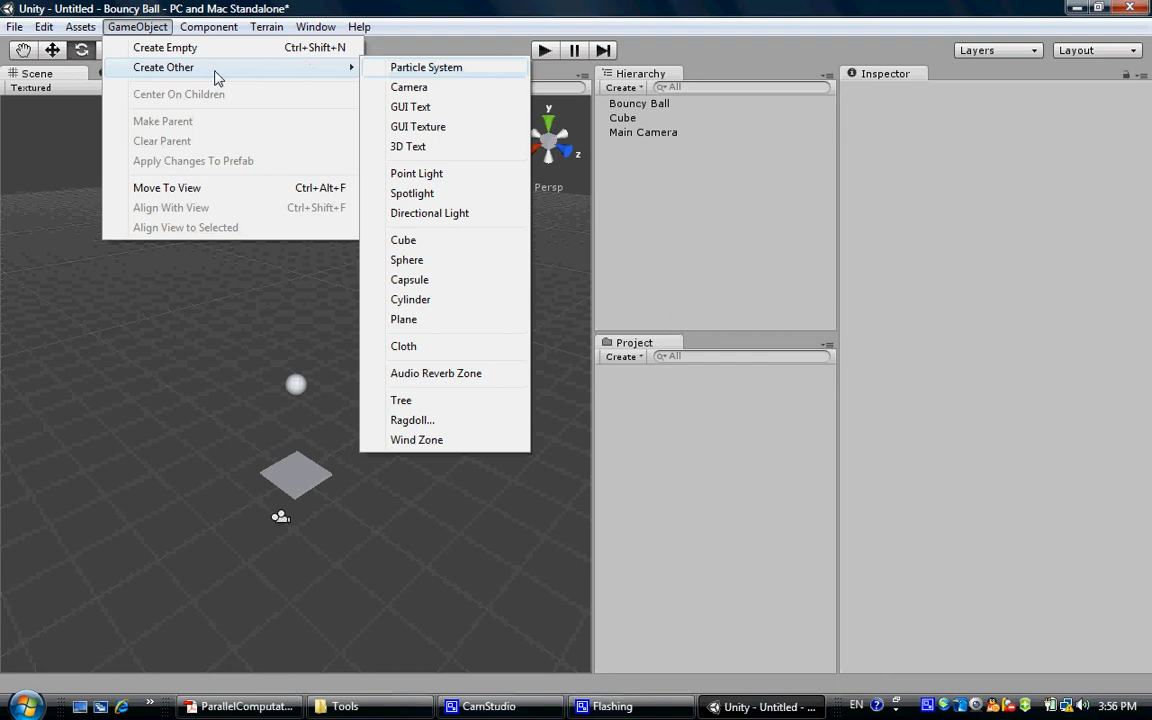 Unity - Untitled - Bouncy Ball - PC and Mac Standalone*
File Edit Assets GameObject Component Terrain Window Help
Create Empty Ctrl+Shift+N
Create Other
Center On Children
Make Parent
Clear Parent
Apply Changes To Prefab
Move To View Ctrl+Alt+F
Align With View Ctrl+Shift+F
Align View to Selected
Particle System
Camera
GUI Text
GUI Texture
3D Text
Point Light
Spotlight
Directional Light
Cube
Sphere
Capsule
Cylinder
Plane
Cloth
Audio Reverb Zone
Tree
Ragdoll...
Wind Zone
Layers Layout
Scene
Textured
y
z
Persp
Hierarchy
Create All
Bouncy Ball
Cube
Main Camera
Project
Create All
Inspector
ParallelComputat... Tools CamStudio Flashing Unity - Untitled - ... EN 3:56 PM